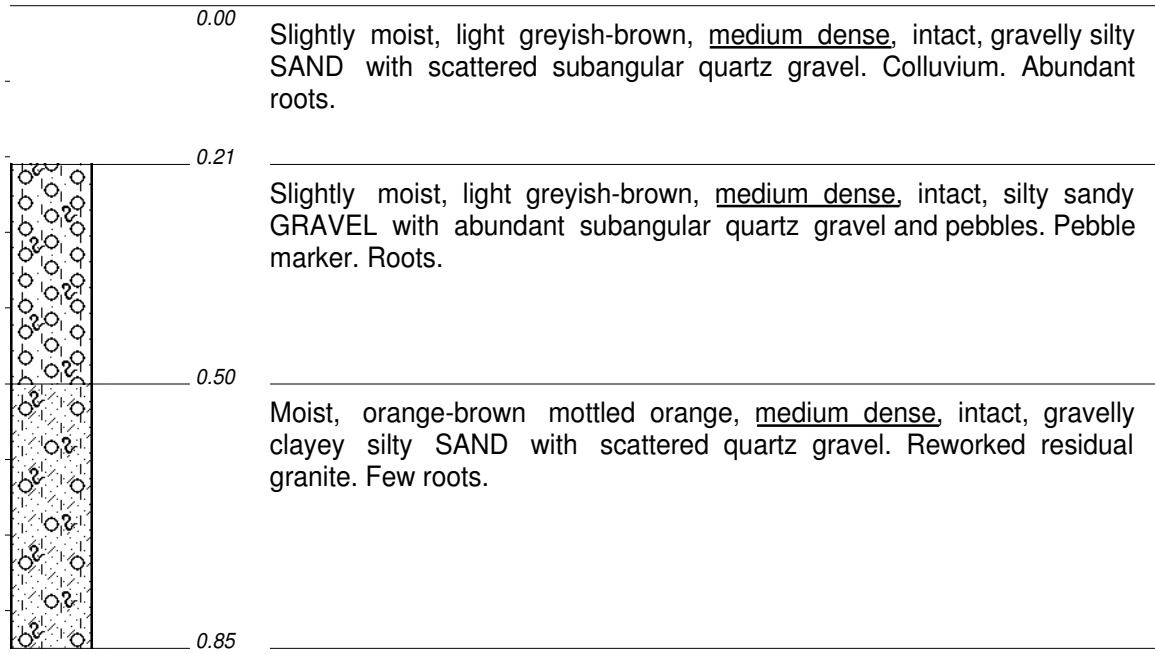 0.00
Slightly moist, light greyish-brown, medium dense, intact, gravelly silty
SAND with scattered subangular quartz gravel. Colluvium. Abundant
roots.
0.21
Slightly moist, light greyish-brown, medium dense, intact, silty sandy
GRAVEL with abundant subangular quartz gravel and pebbles. Pebble
marker. Roots.
0.50
Moist, orange-brown mottled orange, medium dense, intact, gravelly
clayey silty SAND with scattered quartz gravel. Reworked residual
granite. Few roots.
0.85